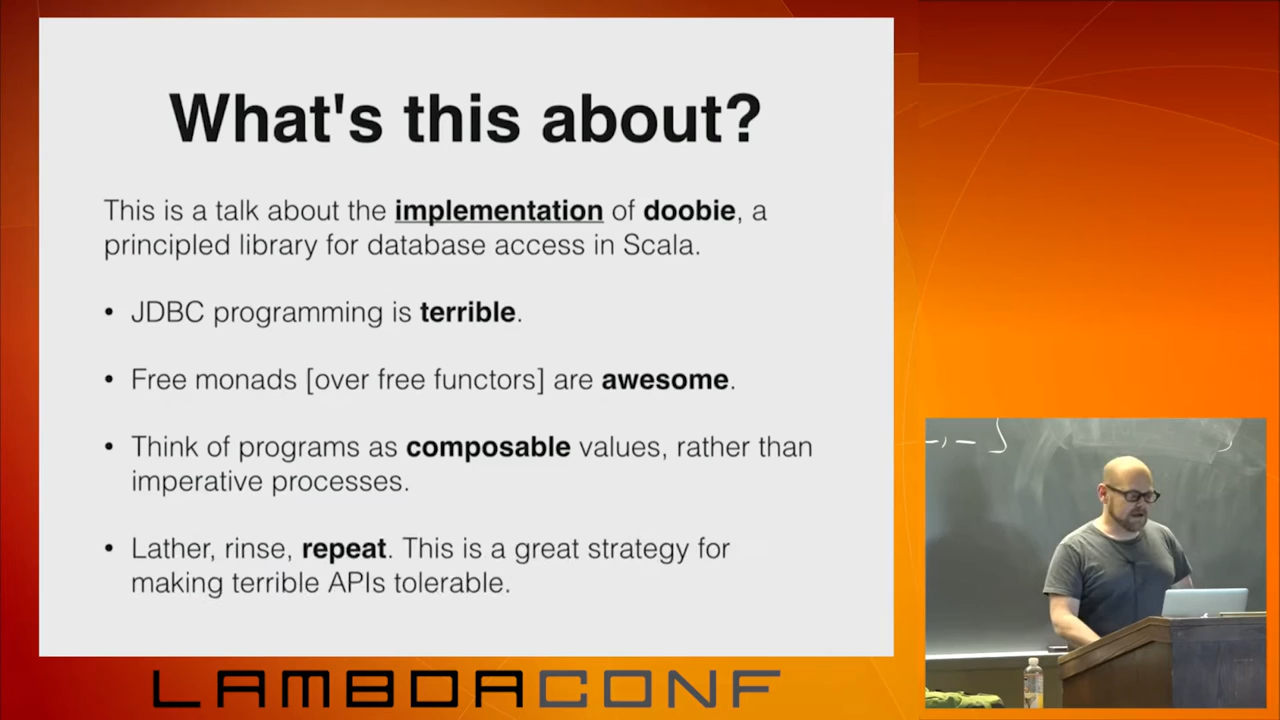 What's this about?
This is a talk about the implementation of doobie, a
principled library for database access in Scala.
• JDBC programming is terrible.
• Free monads [over free functors] are awesome.
• Think of programs as composable values, rather than
imperative processes.
• Lather, rinse, repeat. This is a great strategy for
making terrible APIs tolerable.
LAMBDACONF